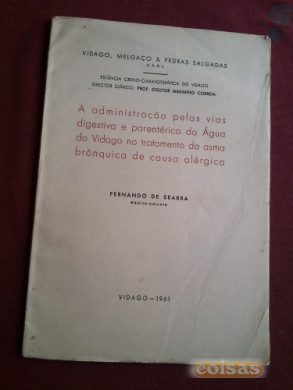 VIDAGO, MELGAÇO & PEDRAS SALGADAS
S.A.R.L.
ESTÂNCIA CRENO-CLIMATOTERÁPICA DO VIDAGO
DIRECTOR CLÍNICO: PROF. DOUTOR MAXIMINO CORREIA
A administração pelas vias
digestiva e parentérica da Água
do Vidago no tratamento da asma
brônquica de causa alérgica
FERNANDO DE SEABRA
Médico-adjunto
VIDAGO—1961
coisas